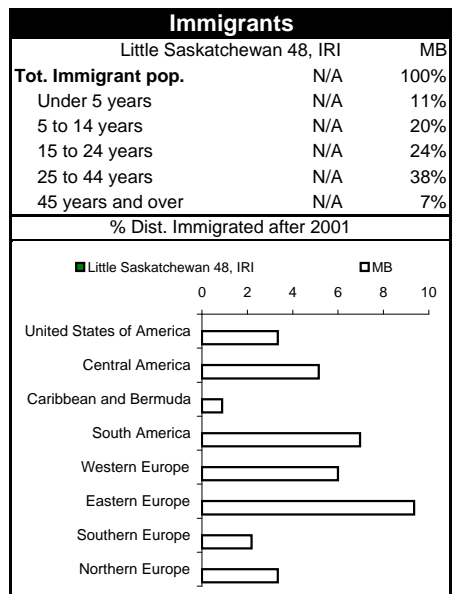 Immigrants
Little Saskatchewan 48, IRI MB
Tot. Immigrant pop. N/A 100%
Under 5 years N/A 11%
5 to 14 years N/A 20%
15 to 24 years N/A 24%
25 to 44 years N/A 38%
45 years and over N/A 7%
% Dist. Immigrated after 2001
Little Saskatchewan 48, IRI MB
0 2 4 6 8 10
United States of America
Central America
Caribbean and Bermuda
South America
Western Europe
Eastern Europe
Southern Europe
Northern Europe